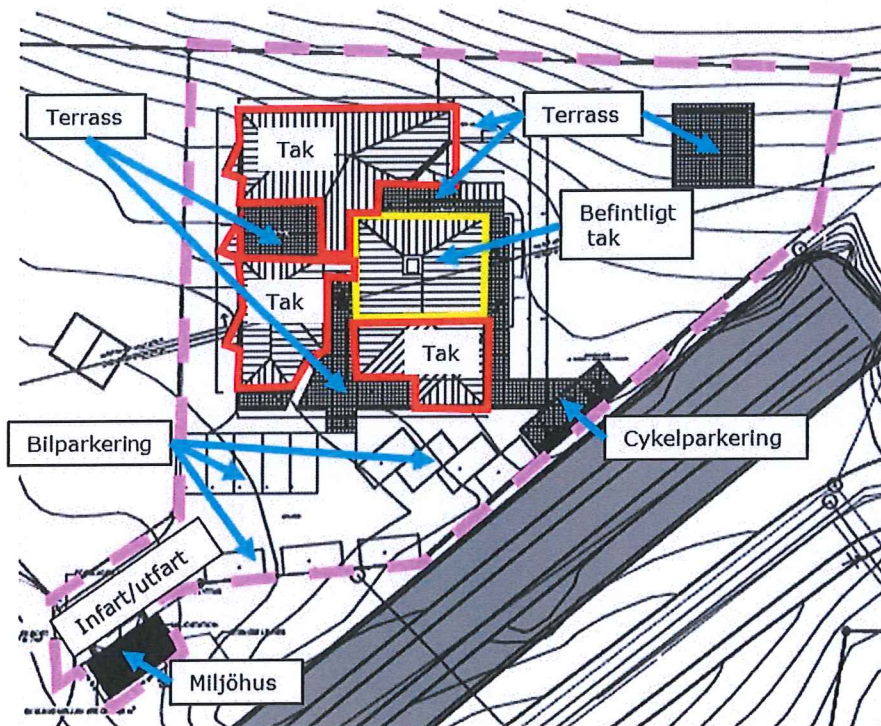 Terrass
Terrass
Tak
Befintligt
tak
Tak
Tak
Bilparkering
Cykelparkering
Infart/utfart
Miljöhus